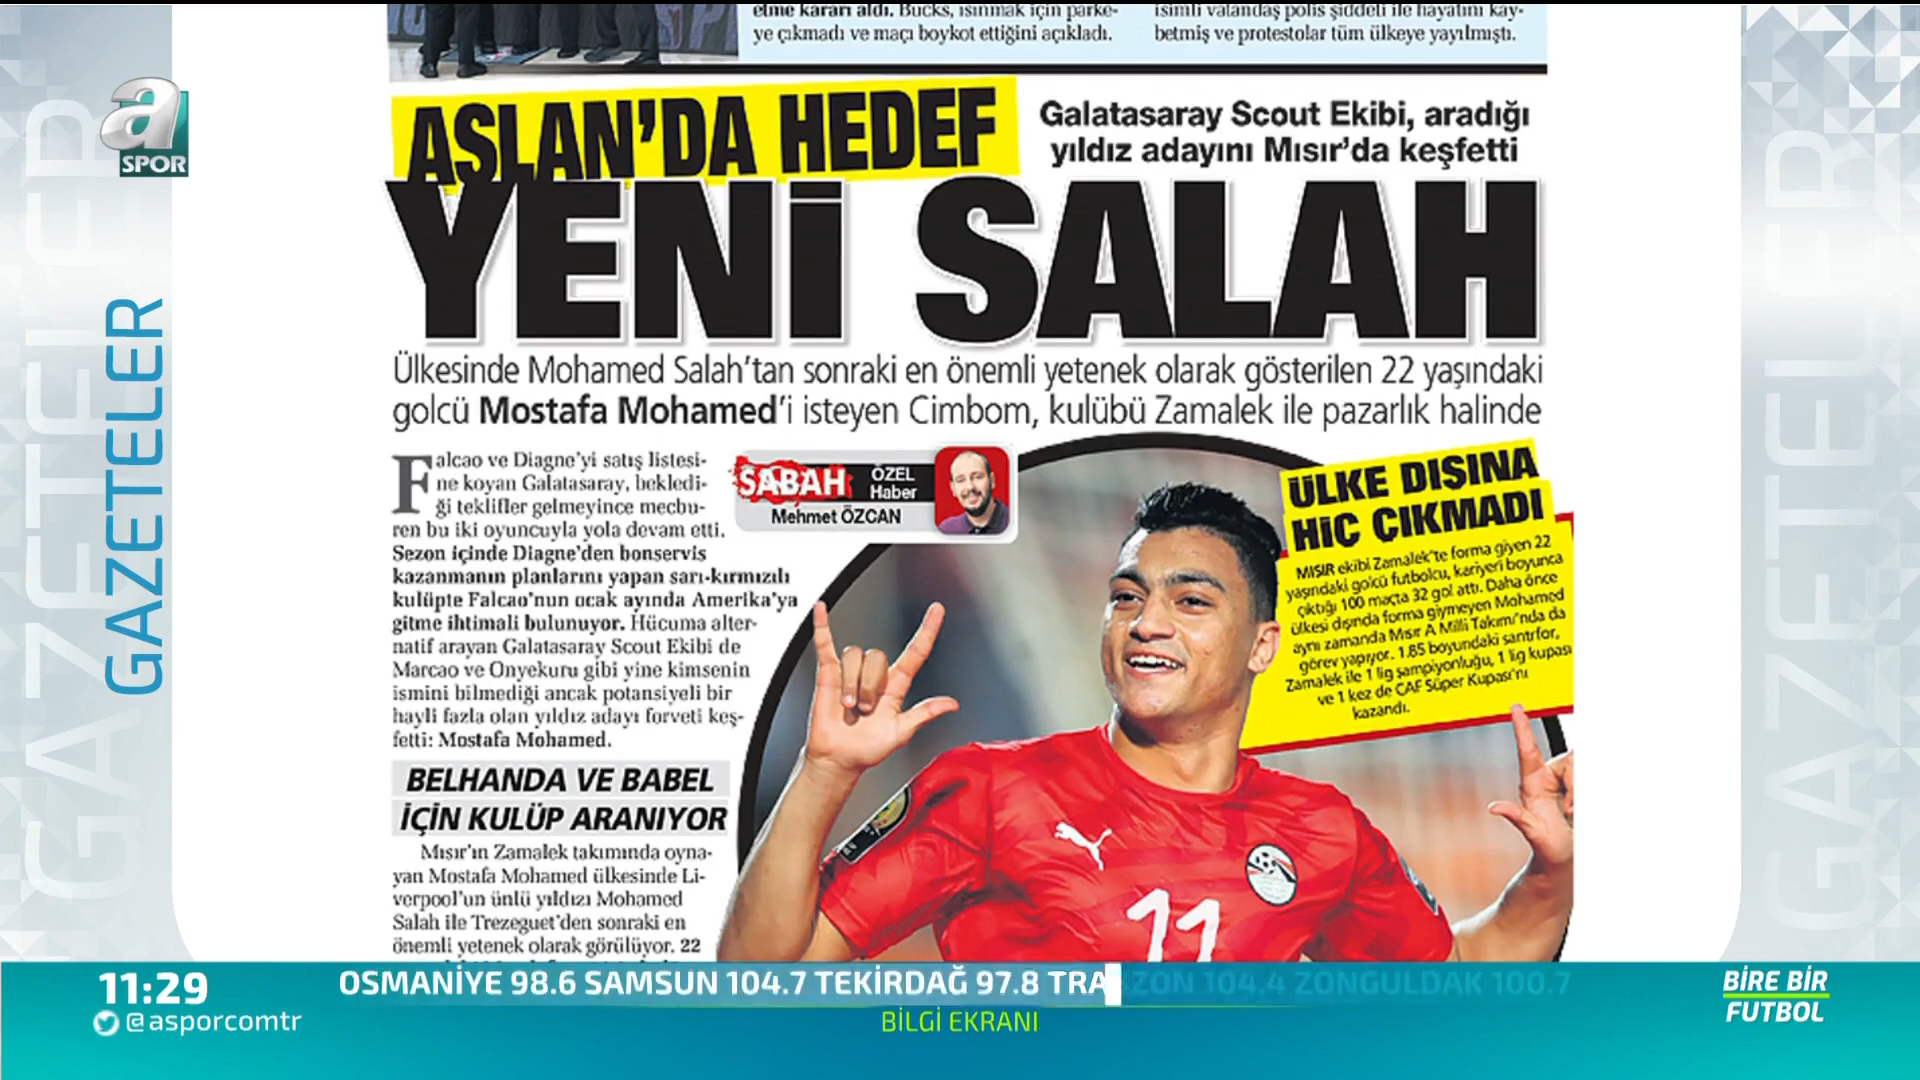 elme kararı aldı. Bucks, ısınmak için parke-
ye çıkmadı ve maçı boykot ettiğini açıkladı.
isimli vatandaş polis şiddeti ile hayatını kay-
betmiş ve protestolar tüm ülkeye yayılmıştı.
a
SPOR
GAZETELER
GAZETELER
GAZETELER
ASLAN'DA HEDEF
YENİ SALAH
Galatasaray Scout Ekibi, aradığı
yıldız adayını Mısır'da keşfetti
Ülkesinde Mohamed Salah'tan sonraki en önemli yetenek olarak gösterilen 22 yaşındaki
golcü Mostafa Mohamed'i isteyen Cimbom, kulübü Zamalek ile pazarlık halinde
Falcao ve Diagne'yi satış listesi-
ne koyan Galatasaray, bekledi-
ği teklifler gelmeyince mecbu-
ren bu iki oyuncuyla yola devam etti.
Sezon içinde Diagne'den bonservis
kazanmanın planlarını yapan sarı-kırmızılı
kulüpte Falcao'nun ocak ayında Amerika'ya
gitme ihtimali bulunuyor. Hücuma alter-
natif arayan Galatasaray Scout Ekibi de
Marcao ve Onyekuru gibi yine kimsenin
ismini bilmediği ancak potansiyeli bir
hayli fazla olan yıldız adayı forveti keş-
fetti: Mostafa Mohamed.
BELHANDA VE BABEL
İÇİN KULÜP ARANIYOR
Mısır'ın Zamalek takımında oyna-
yan Mostafa Mohamed ülkesinde Li-
verpool'un ünlü yıldızı Mohamed
Salah ile Trezeguet'den sonraki en
önemli yetenek olarak görülüyor. 22
SABAH
ÖZEL
Haber
Mehmet ÖZCAN
ÜLKE DIŞINA
HİÇ ÇIKMADI
MISIR ekibi Zamalek'te forma giyen 22
yaşındaki golcü futbolcu, kariyeri boyunca
çıktığı 100 maçta 32 gol attı. Daha önce
ülkesi dışında forma giymeyen Mohamed
aynı zamanda Mısır A Milli Takımı'nda da
görev yapıyor. 1.85 boyundaki santrfor,
Zamalek ile 1 lig şampiyonluğu, 1 lig kupası
ve 1 kez de CAF Süper Kupası'nı
kazandı.
11
11:29
@asporcomtr
OSMANİYE 98.6 SAMSUN 104.7 TEKİRDAĞ 97.8 TRA ZON 104.4 ZONGULDAK 100.7
BİLGİ EKRANI
BİRE BİR
FUTBOL